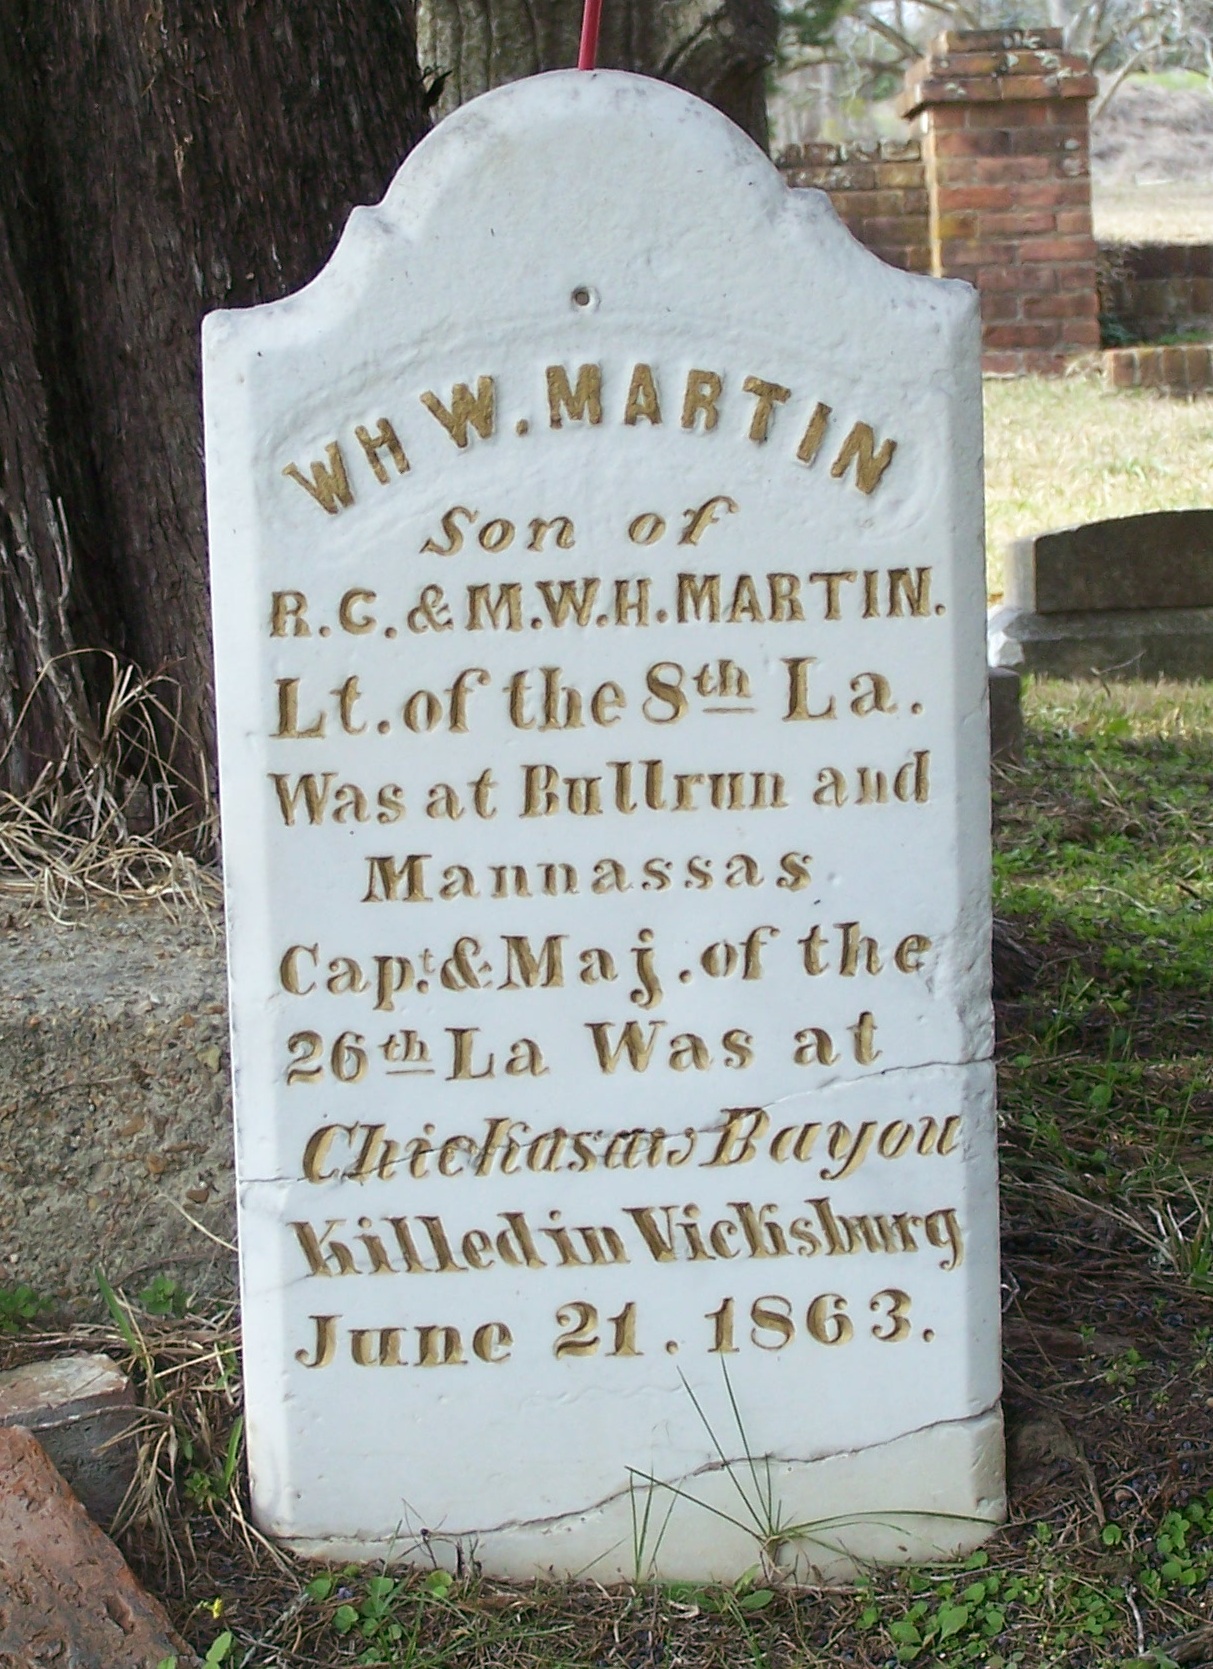 WH W. MARTIN
Son of
R.C. & M.W.H. MARTIN.
Lt. of the 8th La.
Was at Bullrun and
Mannassas
Capt. & Maj. of the
26th La Was at
Chickasaw Bayou
Killed in Vicksburg
June 21. 1863.